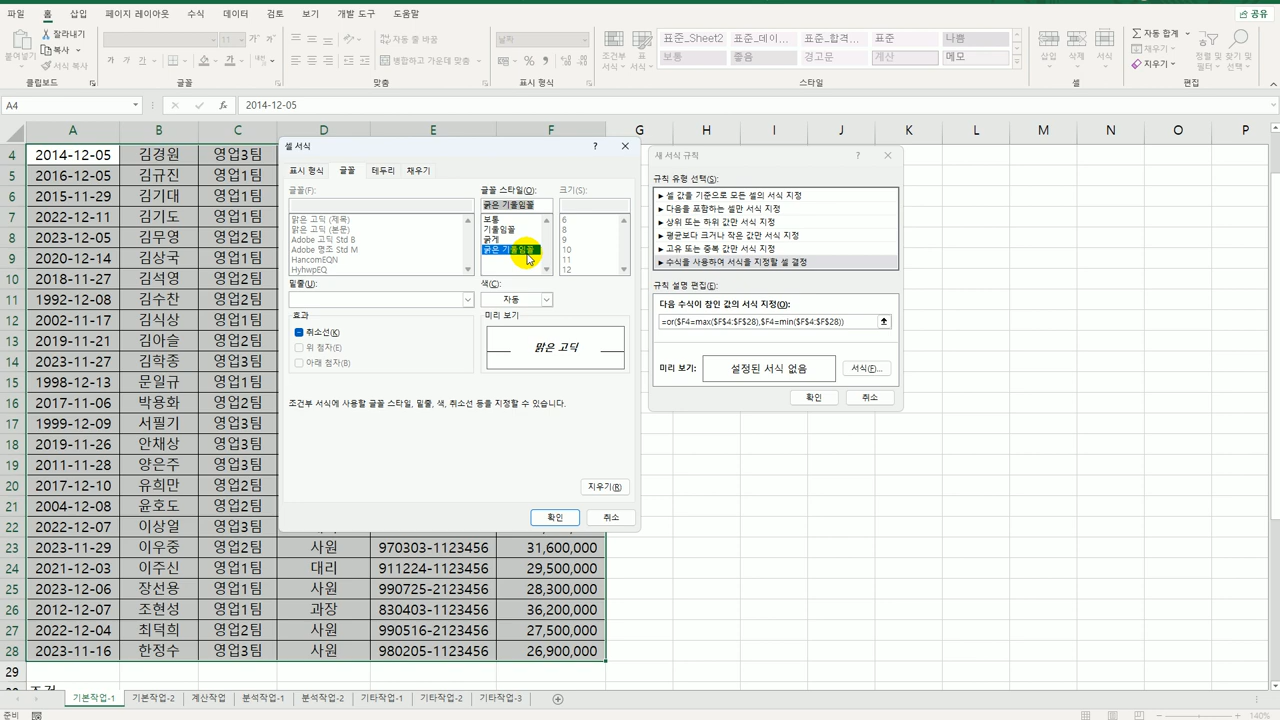 파일 홈 삽입 페이지 레이아웃 수식 데이터 검토 보기 개발 도구 도움말 공유
붙여넣기 잘라내기 복사 서식 복사
클립보드 글꼴 맞춤 표시 형식 스타일 셀 편집
11 자동 줄 바꿈 병합하고 가운데 맞춤 날짜
조건부 서식 표 서식
표준_Sheet2 표준_데이... 표준_합격... 표준 나쁨
보통 좋음 경고문 계산 메모
삽입 삭제 서식
자동 합계 채우기 지우기 정렬 및 필터 찾기 및 선택
A4 fx 2014-12-05
A B C D E F G H I J K L M N O P
4 2014-12-05 김경원 영업3팀
5 2016-12-05 김규진 영업1팀
6 2015-11-29 김기대 영업1팀
7 2022-12-11 김기도 영업1팀
8 2023-12-05 김무영 영업2팀
9 2020-12-14 김상국 영업1팀
10 2018-11-27 김석영 영업2팀
11 1992-12-08 김수찬 영업2팀
12 2002-11-17 김식상 영업1팀
13 2019-11-21 김아슬 영업2팀
14 2023-11-27 김학종 영업3팀
15 1998-12-13 문일규 영업1팀
16 2017-11-06 박용화 영업2팀
17 1999-12-09 서필기 영업3팀
18 2019-11-26 안채상 영업3팀
19 2011-11-28 양은주 영업3팀
20 2017-12-10 유희만 영업2팀
21 2004-12-08 윤호도 영업2팀
22 2022-12-07 이상열 영업3팀
23 2023-11-29 이우중 영업2팀 사원 970303-1123456 31,600,000
24 2021-12-03 이주신 영업1팀 대리 911224-1123456 29,500,000
25 2023-12-06 장선용 영업1팀 사원 990725-2123456 28,300,000
26 2012-12-07 조현성 영업1팀 과장 830403-1123456 36,200,000
27 2022-12-04 최덕희 영업2팀 사원 990516-2123456 27,500,000
28 2023-11-16 한정수 영업3팀 사원 980205-1123456 26,900,000
29
셀 서식 ?
표시 형식 글꼴 테두리 채우기
글꼴(F): 글꼴 스타일(O): 크기(S):
굵은 기울임꼴
맑은 고딕 (제목) 보통 6
맑은 고딕 (본문) 기울임꼴 8
Adobe 고딕 Std B 굵게 9
Adobe 명조 Std M 굵은 기울임꼴 10
HancomEQN 11
HyhwpEQ 12
밑줄(U): 색(C):
자동
효과 미리 보기
취소선(K)
위 첨자(E)
아래 첨자(B)
맑은 고딕
조건부 서식에 사용할 글꼴 스타일, 밑줄, 색, 취소선 등을 지정할 수 있습니다.
지우기(R)
확인 취소
새 서식 규칙 ?
규칙 유형 선택(S):
► 셀 값을 기준으로 모든 셀의 서식 지정
► 다음을 포함하는 셀만 서식 지정
► 상위 또는 하위 값만 서식 지정
► 평균보다 크거나 작은 값만 서식 지정
► 고유 또는 중복 값만 서식 지정
► 수식을 사용하여 서식을 지정할 셀 결정
규칙 설명 편집(E):
다음 수식이 참인 값의 서식 지정(O):
=or($F4=max($F$4:$F$28),$F4=min($F$4:$F$28))
미리 보기: 설정된 서식 없음 서식(F)...
확인 취소
기본작업-1 기본작업-2 계산작업 분석작업-1 분석작업-2 기타작업-1 기타작업-2 기타작업-3
준비 140%